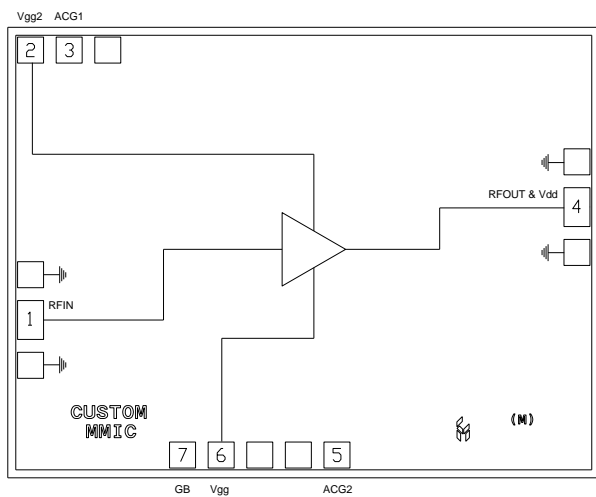 Vgg2 ACG1
2 3
RFOUT & Vdd 4
1 RFIN
CUSTOM
MMIC
(M)
7 6 5
GB Vgg ACG2